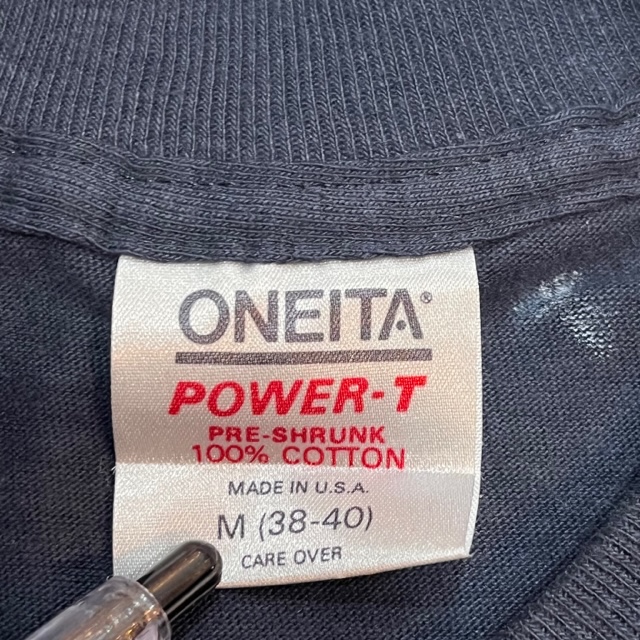 ONEITA®
POWER-T
PRE-SHRUNK
100% COTTON
MADE IN U.S.A.
M (38-40)
CARE OVER